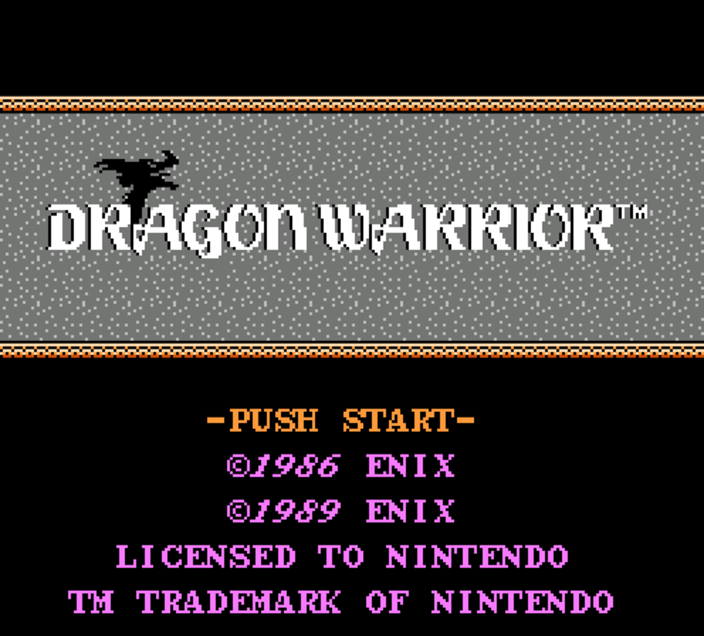 DRAGON WARRIOR™
-PUSH START-
©1986 ENIX
©1989 ENIX
LICENSED TO NINTENDO
TM TRADEMARK OF NINTENDO